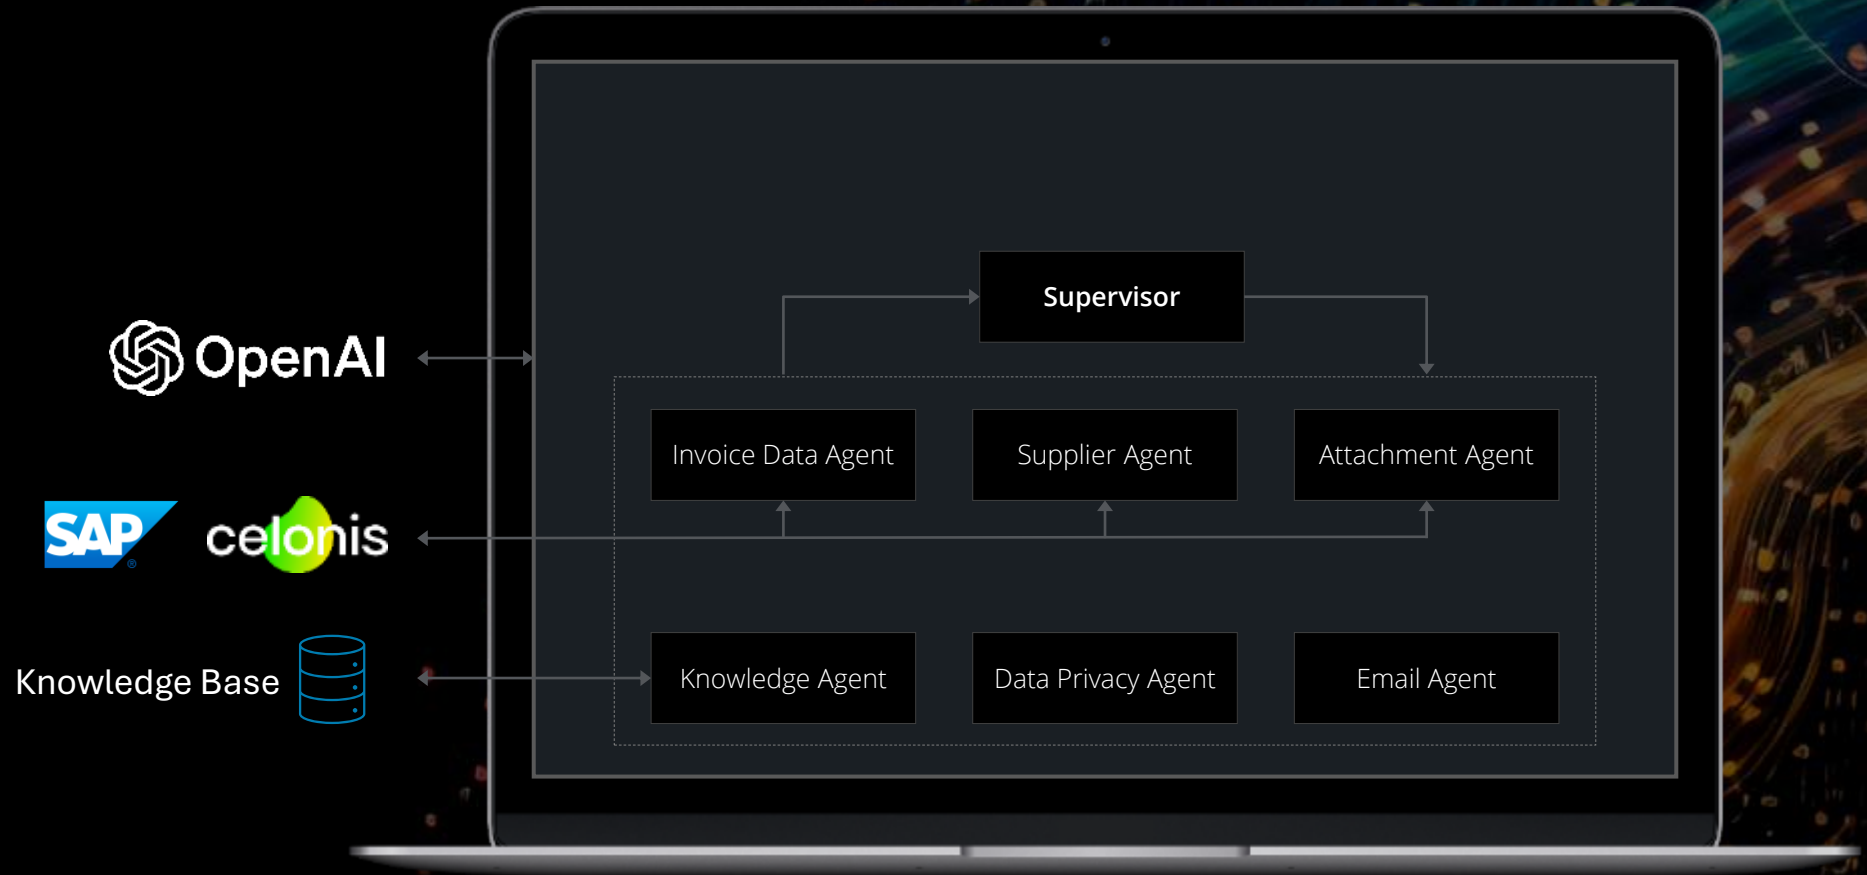 Supervisor
OpenAI
Invoice Data Agent
Supplier Agent
Attachment Agent
SAP
®
celonis
Knowledge Base
Knowledge Agent
Data Privacy Agent
Email Agent